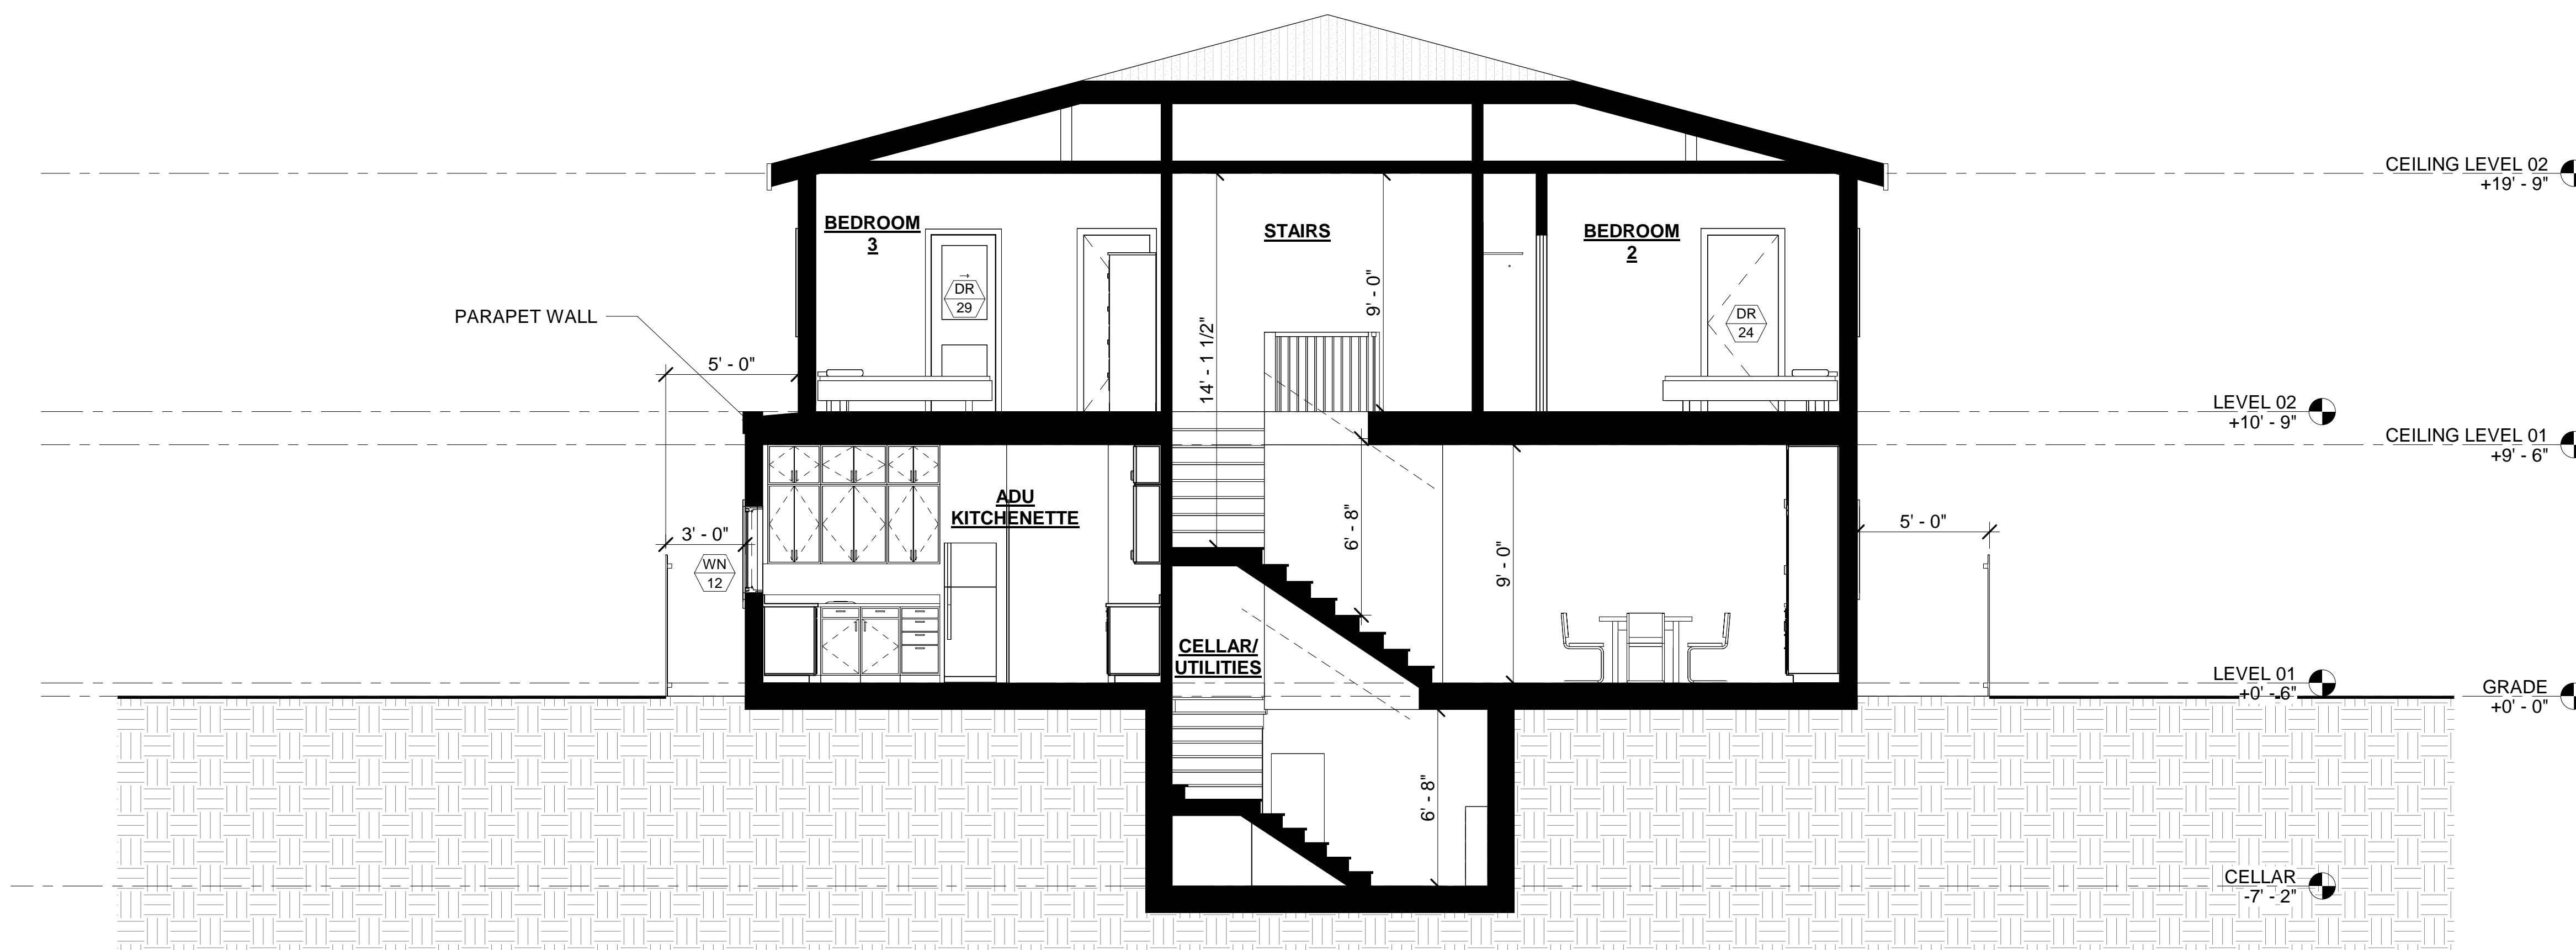 CEILING LEVEL 02
+19' - 9"
BEDROOM
3
STAIRS
BEDROOM
2
DR
29
DR
24
9' - 0"
14' - 1 1/2"
PARAPET WALL
5' - 0"
LEVEL 02
+10' - 9"
CEILING LEVEL 01
+9' - 6"
ADU
KITCHENETTE
3' - 0"
WN
12
6' - 8"
9' - 0"
5' - 0"
CELLAR/
UTILITIES
LEVEL 01
+0' - 6"
GRADE
+0' - 0"
6' - 8"
CELLAR
-7' - 2"